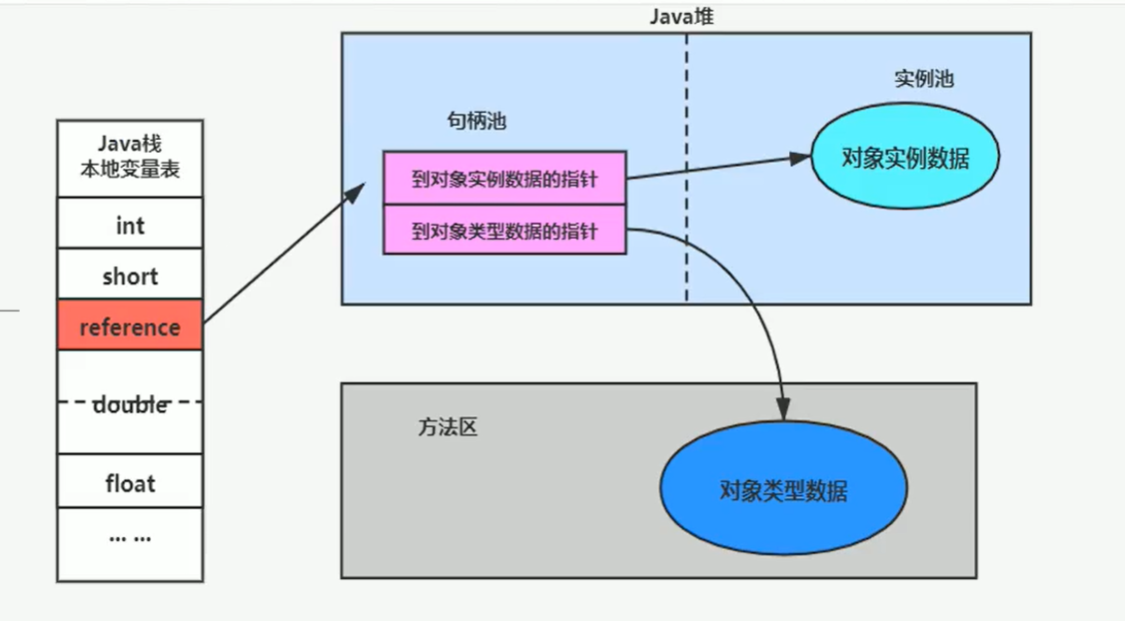 Java堆
实例池
句柄池
Java栈
本地变量表
到对象实例数据的指针
对象实例数据
int
到对象类型数据的指针
short
reference
double
方法区
float
对象类型数据
... ...